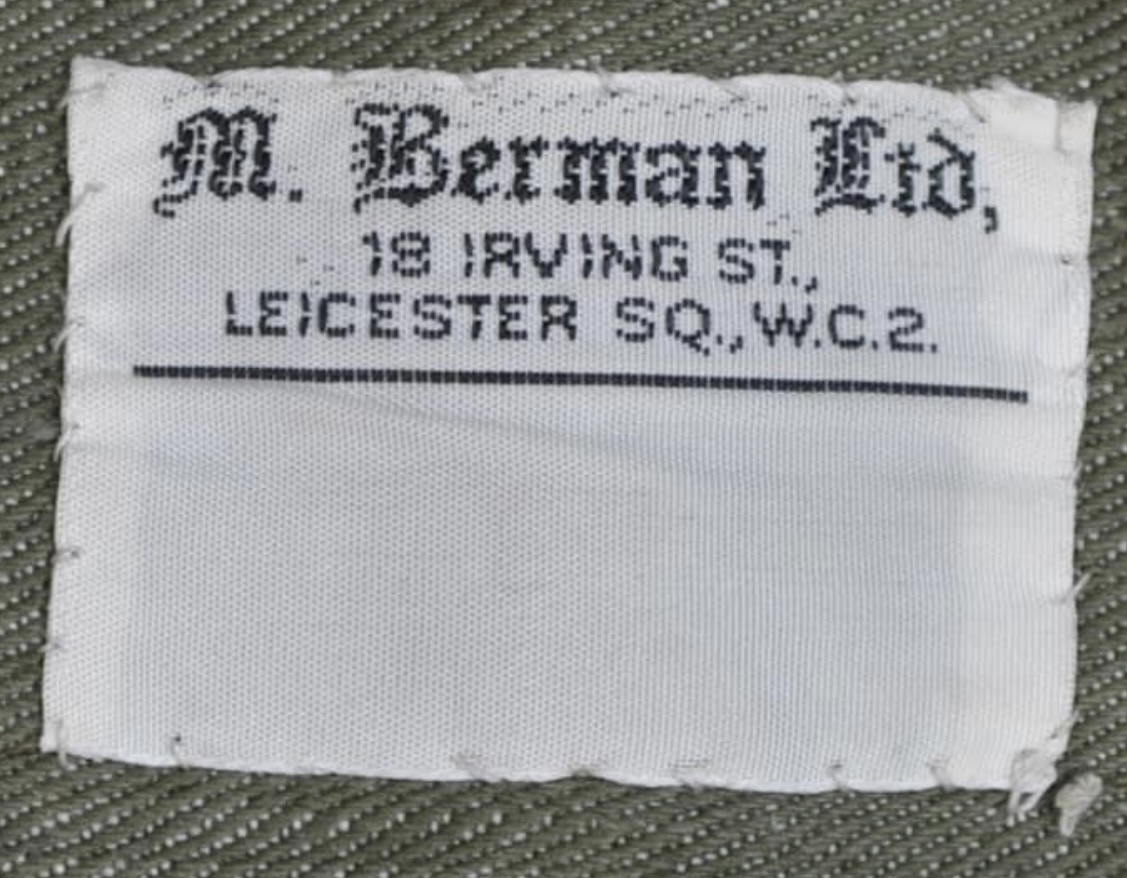 M. Berman Ltd,
18 IRVING ST.,
LEICESTER SQ., W.C.2.